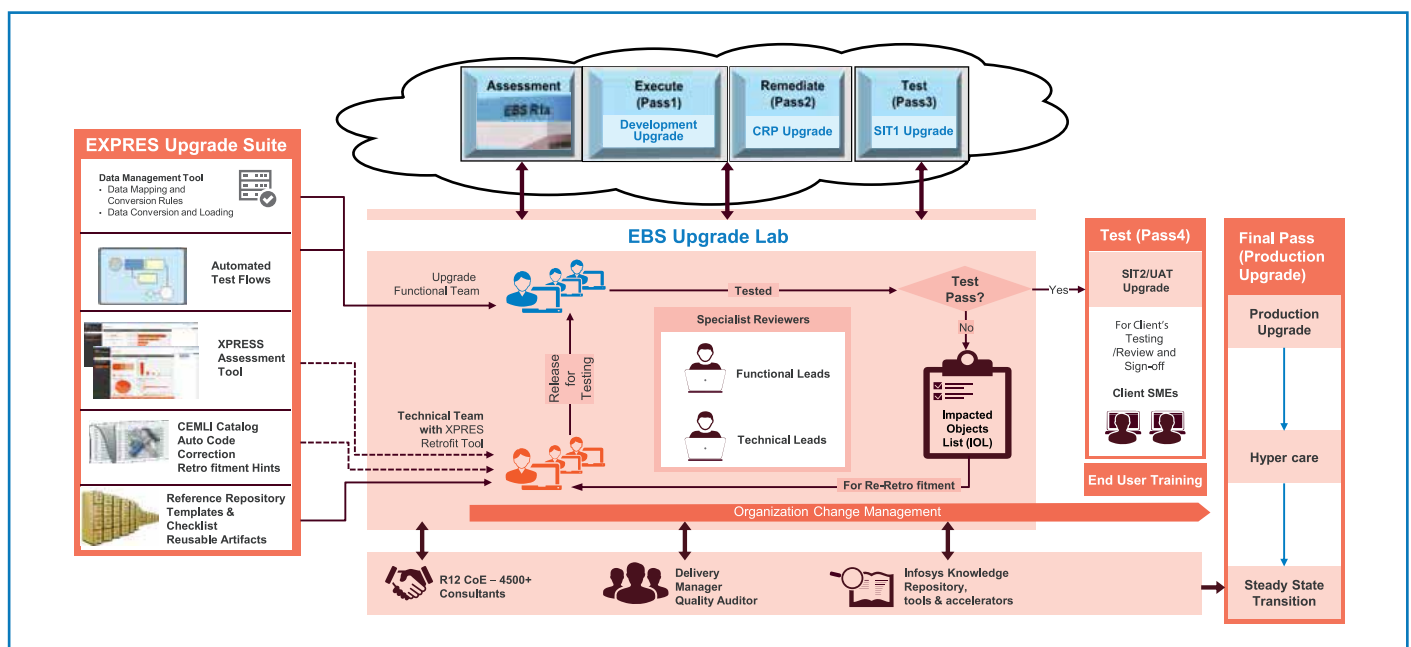 Assessment
EBS R1a
Execute
(Pass1)
Development
Upgrade
Remediate
(Pass2)
CRP Upgrade
Test
(Pass3)
SIT1 Upgrade
EXPRES Upgrade Suite
Data Management Tool
• Data Mapping and
Conversion Rules
• Data Conversion and Loading
Automated
Test Flows
XPRESS
Assessment
Tool
CEMLI Catalog
Auto Code
Correction
Retro fitment Hints
Reference Repository
Templates &
Checklist
Reusable Artifacts
EBS Upgrade Lab
Upgrade
Functional Team
Tested
Test
Pass?
Yes
No
Specialist Reviewers
Functional Leads
Technical Leads
Release
for
Testing
Technical Team
with XPRES
Retrofit Tool
Impacted
Objects
List (IOL)
For Re-Retro fitment
Organization Change Management
Test (Pass4)
SIT2/UAT
Upgrade
For Client's
Testing
/Review and
Sign-off
Client SMEs
End User Training
Final Pass
(Production
Upgrade)
Production
Upgrade
Hyper care
Steady State
Transition
R12 CoE – 4500+
Consultants
Delivery
Manager
Quality Auditor
Infosys Knowledge
Repository,
tools & accelerators